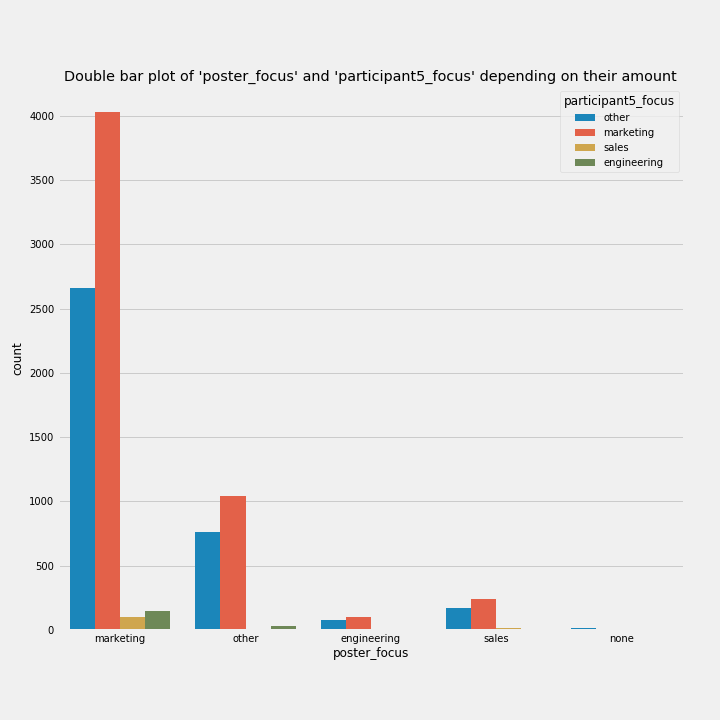 Double bar plot of 'poster_focus' and 'participant5_focus' depending on their amount
participant5_focus
other
marketing
sales
engineering
4000
3500
3000
2500
2000
1500
1000
500
0
count
marketing other engineering sales none
poster_focus